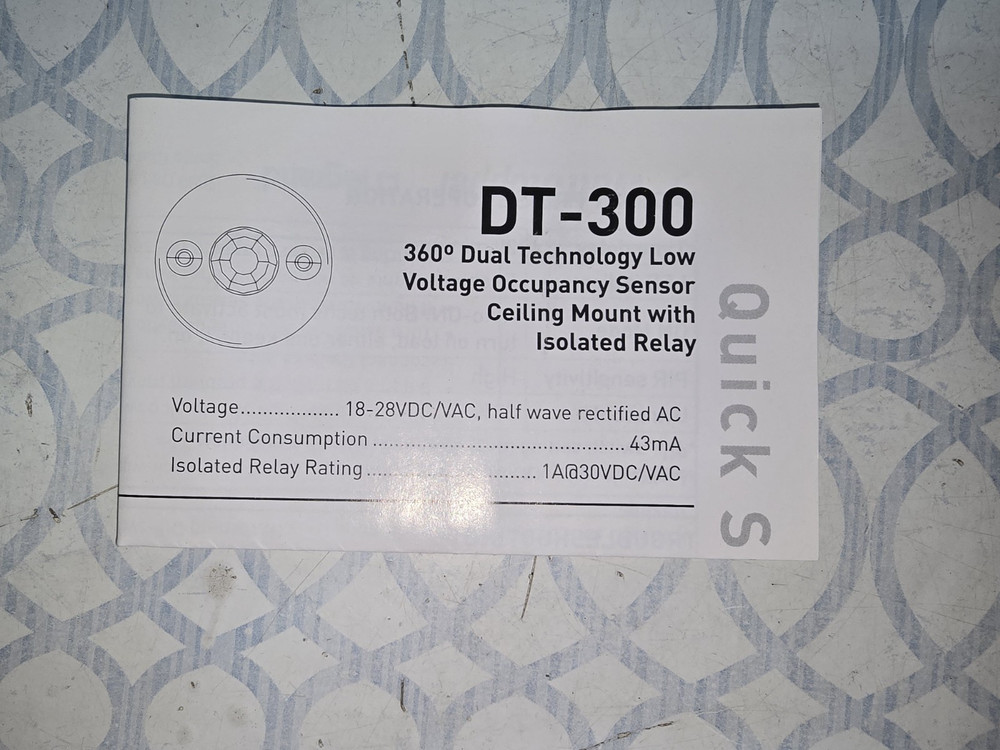 DT-300
360º Dual Technology Low
Voltage Occupancy Sensor
Ceiling Mount with
Isolated Relay
Voltage................. 18-28VDC/VAC, half wave rectified AC
Current Consumption .......................................... 43mA
Isolated Relay Rating ............................. 1A@30VDC/VAC
Quick S